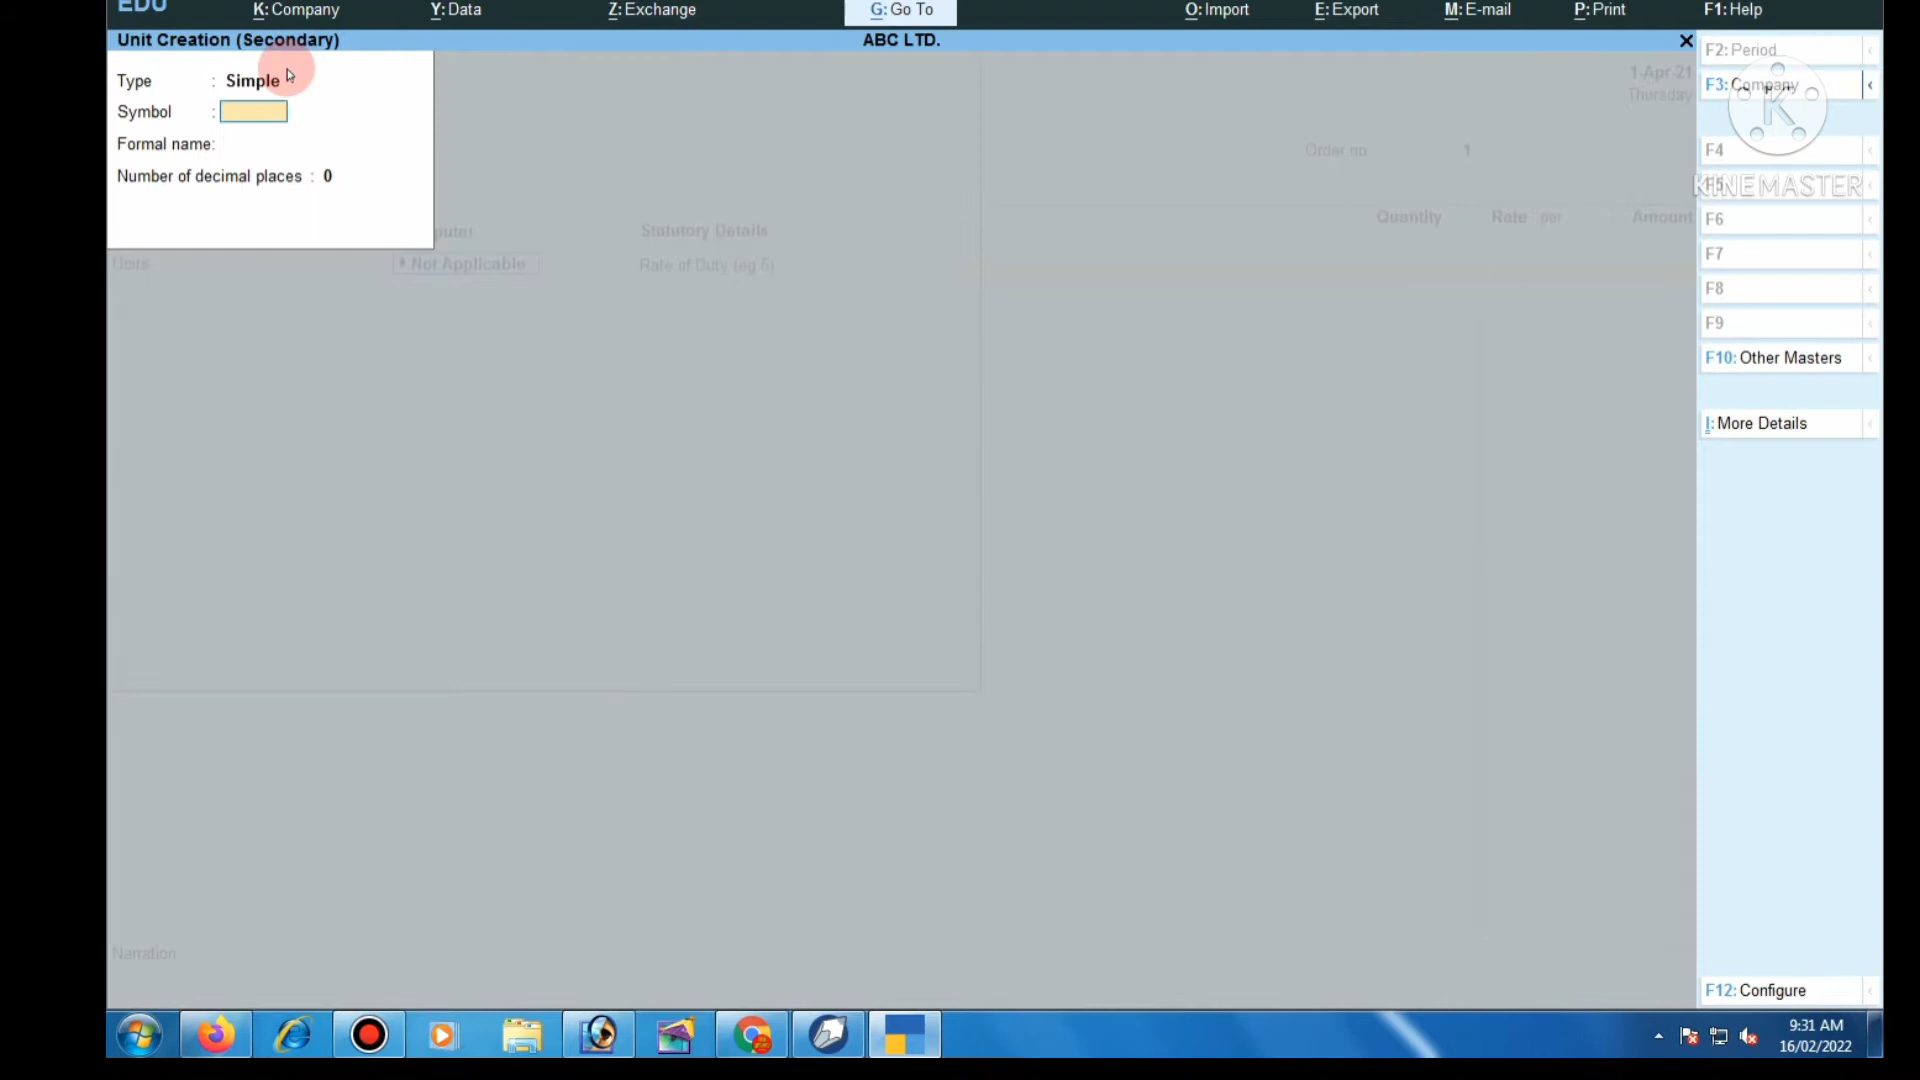 EDU
K: Company Y: Data Z: Exchange G: Go To O: Import E: Export M: E-mail P: Print F1: Help
Unit Creation (Secondary) ABC LTD.
Type : Simple
Symbol :
Formal name:
Number of decimal places : 0
1-Apr-21
Thursday
Order no 1
Quantity Rate per Amount
puter Statutory Details
Units Not Applicable Rate of Duty (eg 5)
Narration
F2: Period
F3: Company
F4
F5
F6
F7
F8
F9
F10: Other Masters
I: More Details
F12: Configure
K
KINEMASTER
9:31 AM
16/02/2022